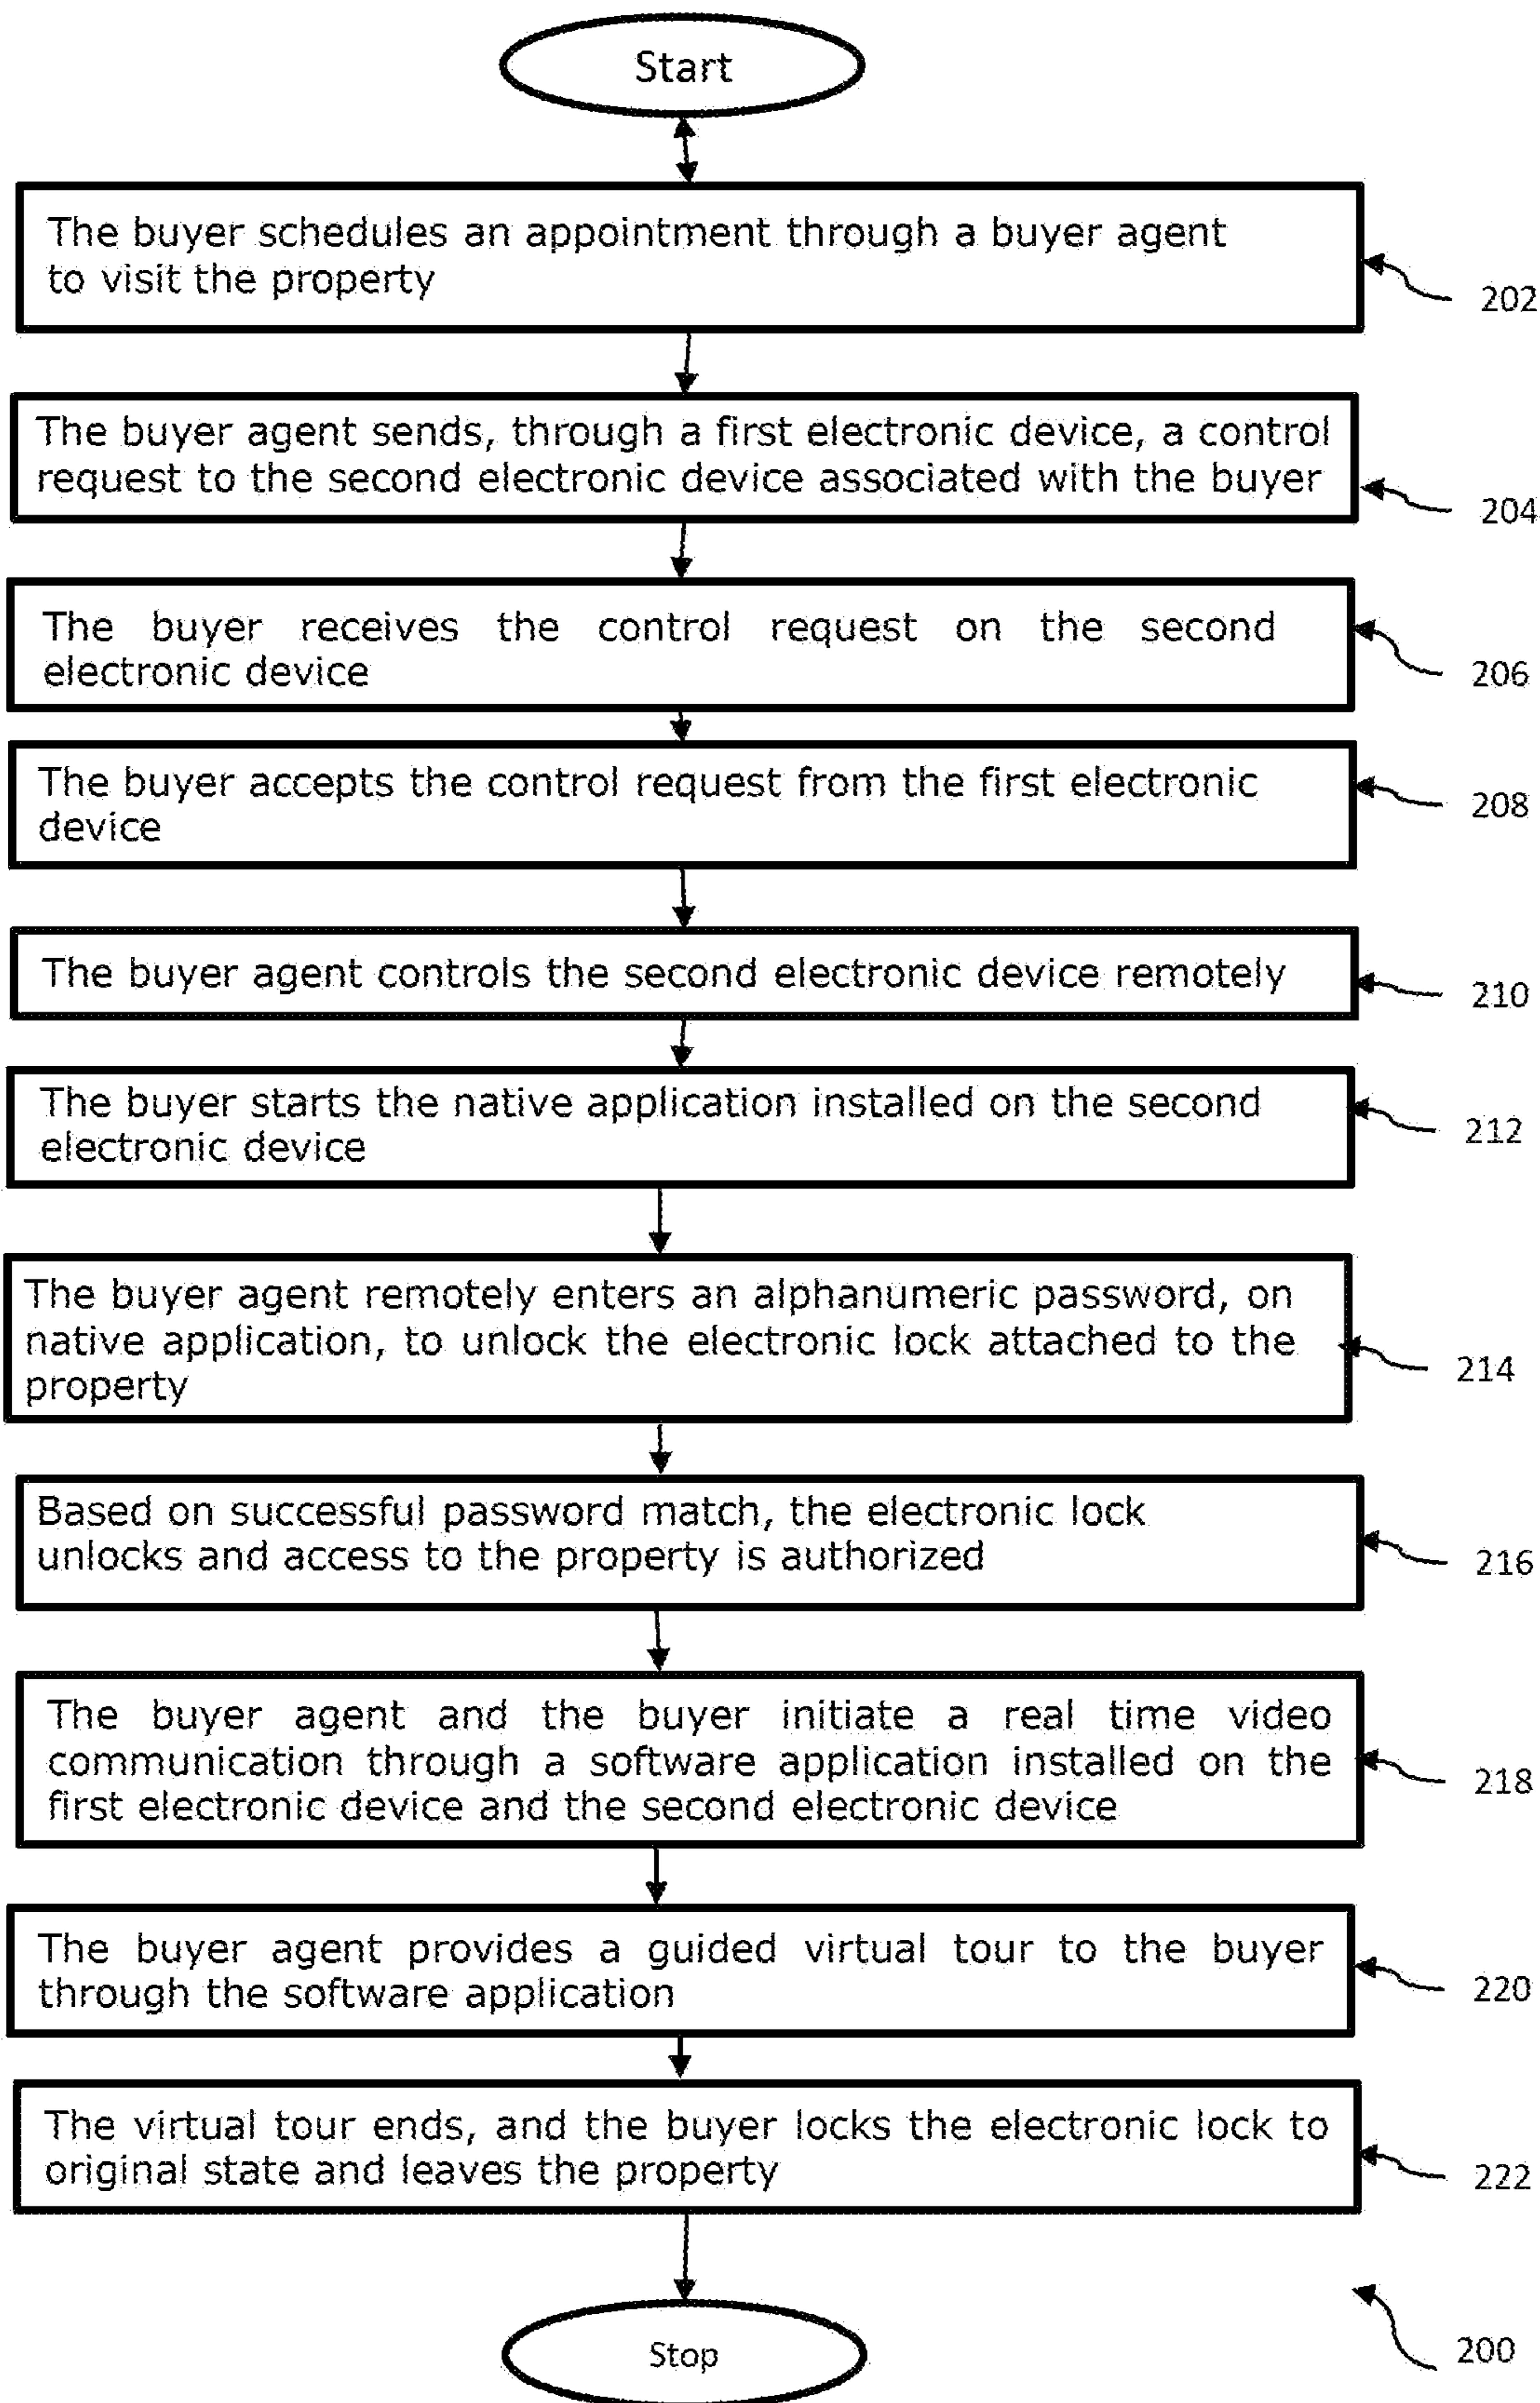 Start
The buyer schedules an appointment through a buyer agent
to visit the property
202
The buyer agent sends, through a first electronic device, a control
request to the second electronic device associated with the buyer
204
The buyer receives the control request on the second
electronic device
206
The buyer accepts the control request from the first electronic
device
208
The buyer agent controls the second electronic device remotely
210
The buyer starts the native application installed on the second
electronic device
212
The buyer agent remotely enters an alphanumeric password, on
native application, to unlock the electronic lock attached to the
property
214
Based on successful password match, the electronic lock
unlocks and access to the property is authorized
216
The buyer agent and the buyer initiate a real time video
communication through a software application installed on the
first electronic device and the second electronic device
218
The buyer agent provides a guided virtual tour to the buyer
through the software application
220
The virtual tour ends, and the buyer locks the electronic lock to
original state and leaves the property
222
Stop
200